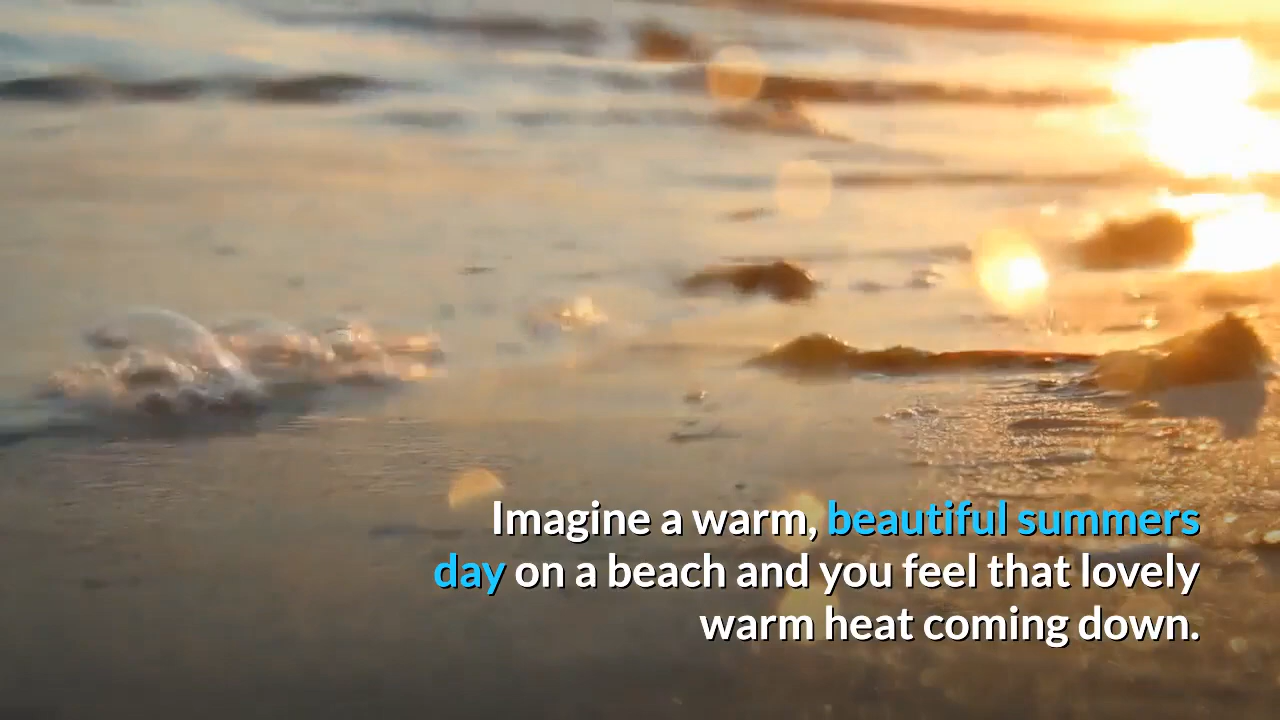 Imagine a warm, beautiful summers
day on a beach and you feel that lovely
warm heat coming down.